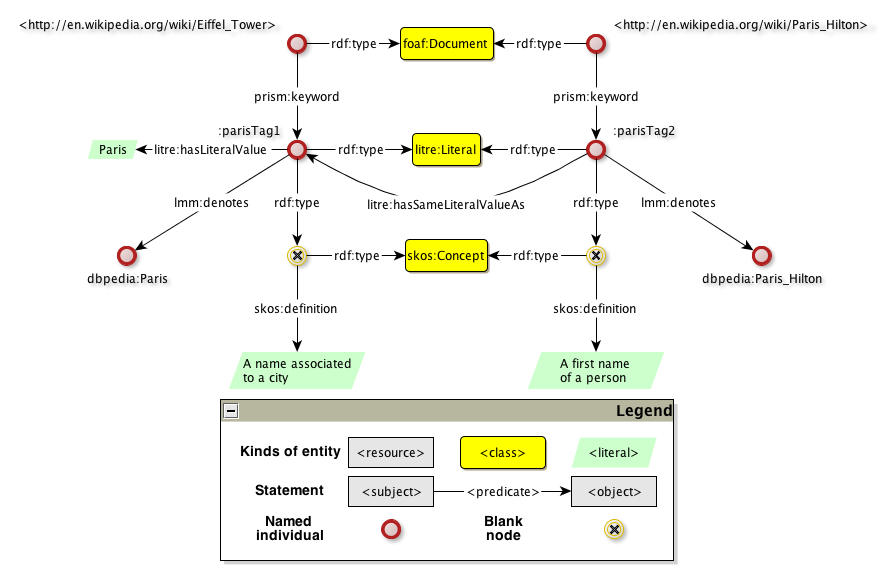 <http://en.wikipedia.org/wiki/Eiffel_Tower>
<http://en.wikipedia.org/wiki/Paris_Hilton>
rdf:type
foaf:Document
rdf:type
prism:keyword
prism:keyword
:parisTag1
:parisTag2
Paris
litre:hasLiteralValue
rdf:type
litre:Literal
rdf:type
lmm:denotes
rdf:type
litre:hasSameLiteralValueAs
rdf:type
lmm:denotes
rdf:type
skos:Concept
rdf:type
dbpedia:Paris
dbpedia:Paris_Hilton
skos:definition
skos:definition
A name associated
to a city
A first name
of a person
Legend
Kinds of entity
<resource>
<class>
<literal>
Statement
<subject>
<predicate>
<object>
Named
individual
Blank
node